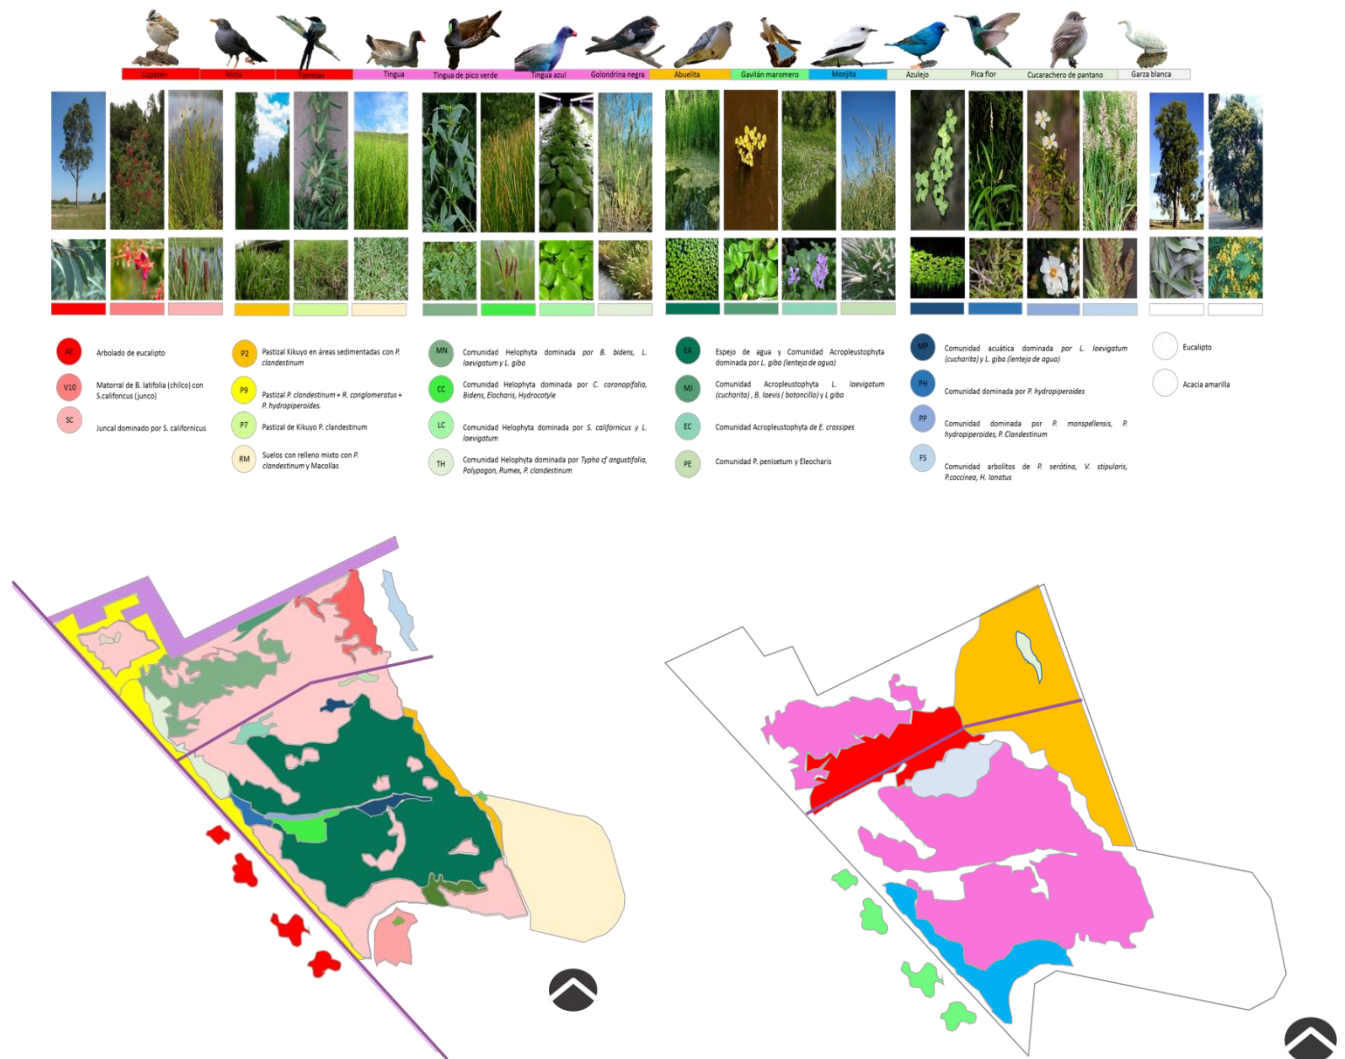 Copetón
Mirla
Tijeretas
Tingua
Tingua de pico verde
Tingua azul
Golondrina negra
Abuelita
Gavilán maromero
Monjita
Azulejo
Pica flor
Cucarachero de pantano
Garza blanca
AE
Arbolado de eucalipto
V10
Matorral de B. latifolia (chilco) con
S.califoncus (junco)
SC
Juncal dominado por S. californicus
P2
Pastizal Kikuyo en áreas sedimentadas con P.
clandestinum
P9
Pastizal P. clandestinum + R. conglomeratus +
P. hydropiperoides.
P7
Pastizal de Kikuyo P. clandestinum
RM
Suelos con relleno mixto con P.
clandestinum y Macollas
MN
Comunidad Helophyta dominada por B. bidens, L.
laevigatum y L. giba
CC
Comunidad Helophyta dominada por C. coronopifolia,
Bidens, Elocharis, Hydrocotyle
LC
Comunidad Helophyta dominada por S. californicus y L.
laevigatum
TH
Comunidad Helophyta dominada por Typha cf angustifolia,
Polypogon, Rumex, P. clandestinum
EA
Espejo de agua y Comunidad Acropleustophyta
dominada por L. giba (lenteja de agua)
MJ
Comunidad Acropleustophyta L. laevigatum
(cucharita) , B. laevis ( botoncillo) y L giba
EC
Comunidad Acropleustophyta de E. crassipes
PE
Comunidad P. penisetum y Eleocharis
MP
Comunidad acuática dominada por L. laevigatum
(cucharita) y L. giba (lenteja de agua)
PH
Comunidad dominada por P. hydropiperoides
PP
Comunidad dominada por P. monspellensis, P.
hydropiperoides, P. Clandestinum
FS
Comunidad arbolitos de P. serótina, V. stipularis,
P.coccinea, H. lanatus
Eucalipto
Acacia amarilla